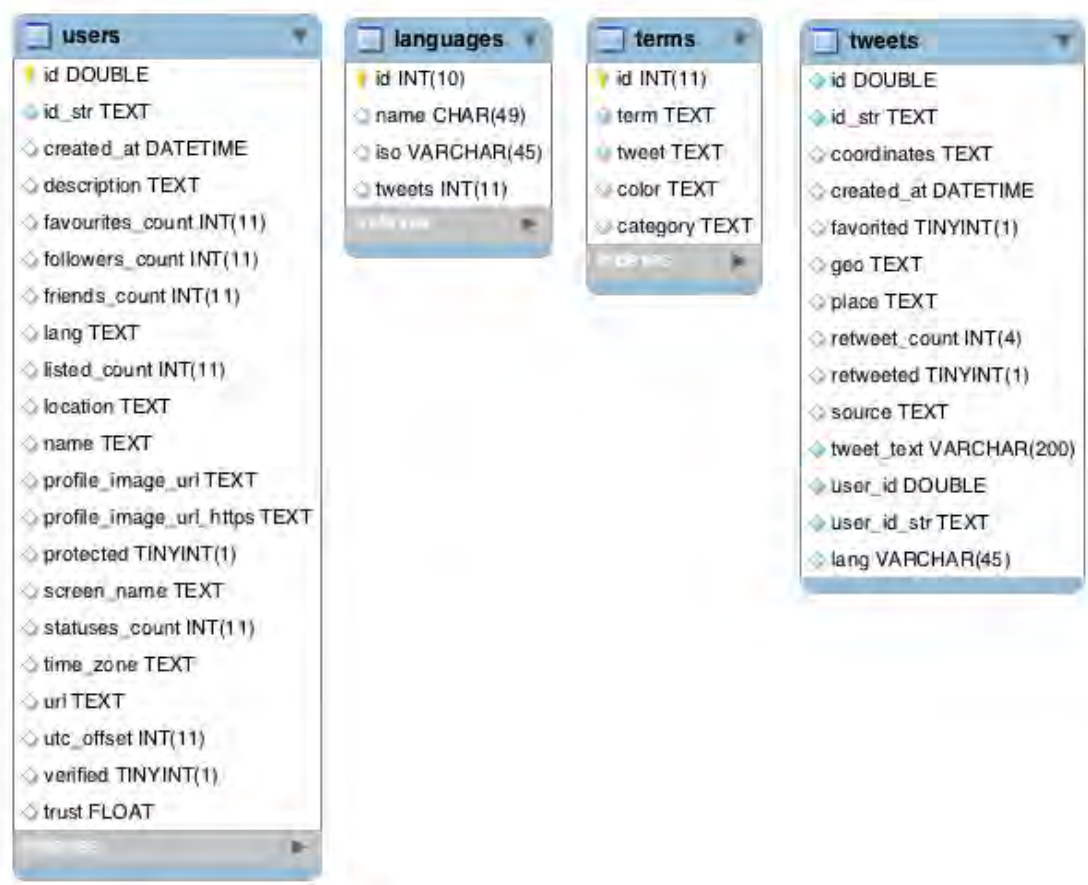 users
id DOUBLE
id_str TEXT
created_at DATETIME
description TEXT
favourites_count INT(11)
followers_count INT(11)
friends_count INT(11)
lang TEXT
listed_count INT(11)
location TEXT
name TEXT
profile_image_url TEXT
profile_image_url_https TEXT
protected TINYINT(1)
screen_name TEXT
statuses_count INT(11)
time_zone TEXT
url TEXT
utc_offset INT(11)
verified TINYINT(1)
trust FLOAT
languages
id INT(10)
name CHAR(49)
iso VARCHAR(45)
tweets INT(11)
terms
id INT(11)
term TEXT
tweet TEXT
color TEXT
category TEXT
tweets
id DOUBLE
id_str TEXT
coordinates TEXT
created_at DATETIME
favorited TINYINT(1)
geo TEXT
place TEXT
retweet_count INT(4)
retweeted TINYINT(1)
source TEXT
tweet_text VARCHAR(200)
user_id DOUBLE
user_id_str TEXT
lang VARCHAR(45)